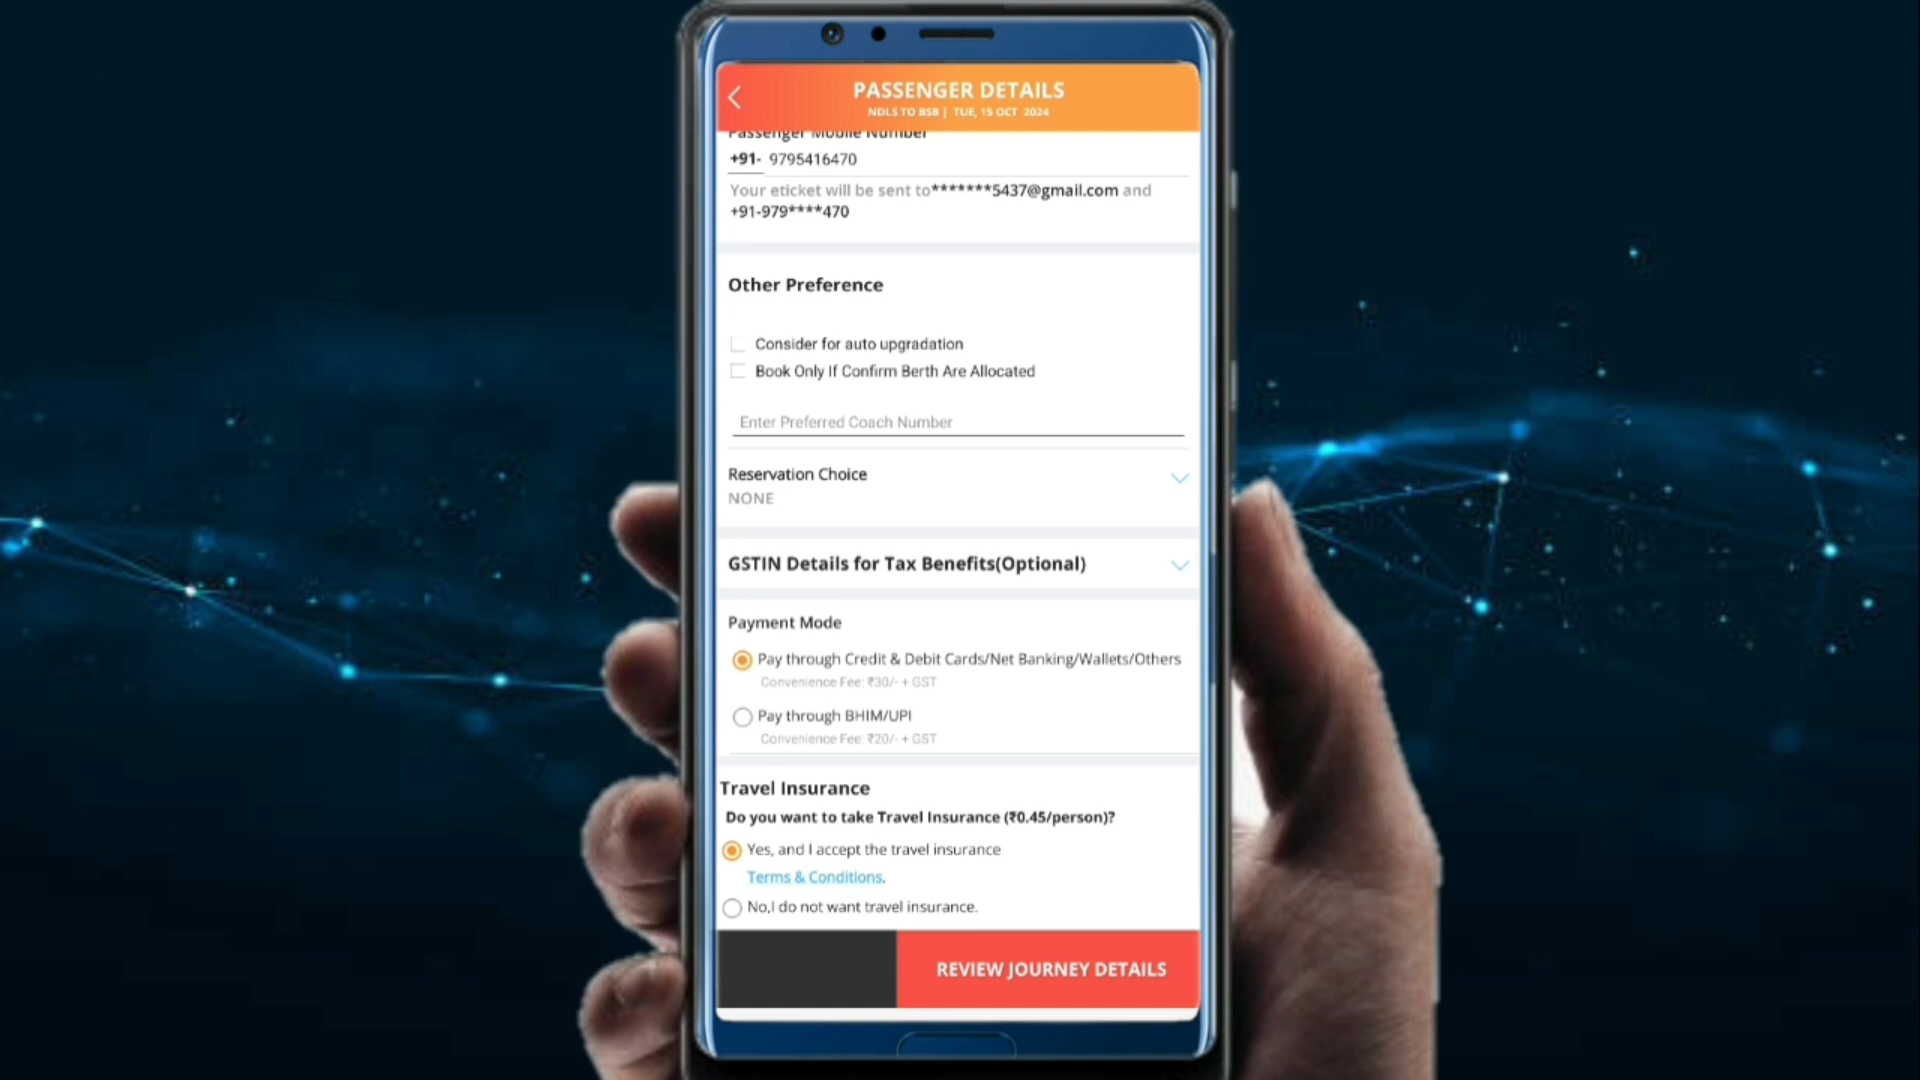 PASSENGER DETAILS
NDLS TO BSB | TUE, 15 OCT 2024
Passenger Mobile Number
+91- 9795416470
Your eticket will be sent to*******5437@gmail.com and
+91-979****470
Other Preference
Consider for auto upgradation
Book Only If Confirm Berth Are Allocated
Enter Preferred Coach Number
Reservation Choice
NONE
GSTIN Details for Tax Benefits(Optional)
Payment Mode
Pay through Credit & Debit Cards/Net Banking/Wallets/Others
Convenience Fee: ₹30/- + GST
Pay through BHIM/UPI
Convenience Fee: ₹20/- + GST
Travel Insurance
Do you want to take Travel Insurance (₹0.45/person)?
Yes, and I accept the travel insurance
Terms & Conditions.
No,I do not want travel insurance.
REVIEW JOURNEY DETAILS